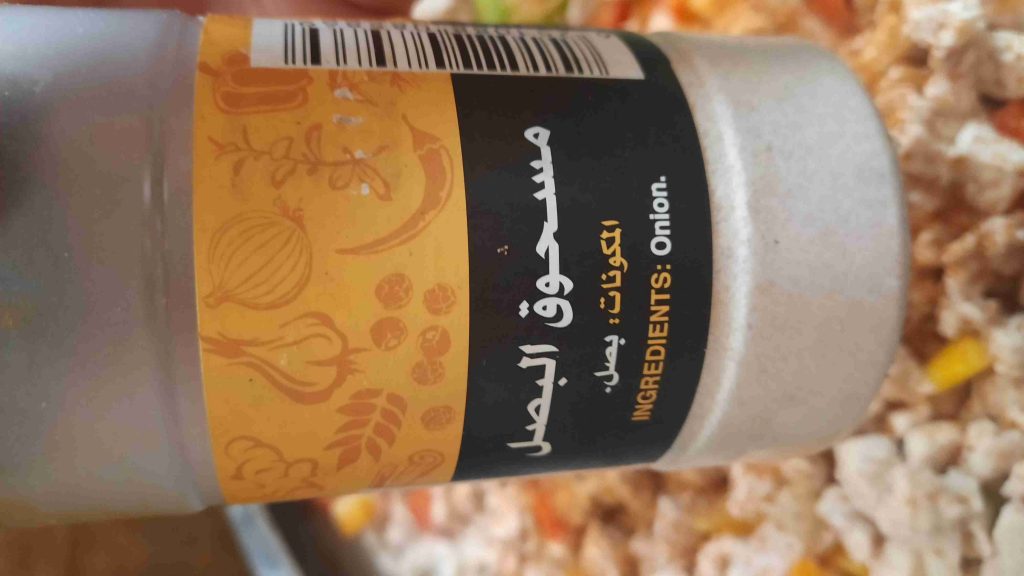 مسحوق البصل
المكونات: بصل.
INGREDIENTS: Onion.